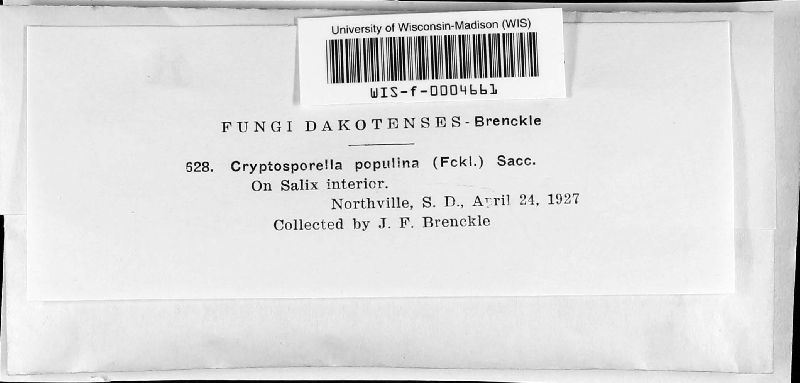 University of Wisconsin-Madison (WIS)
WIS-f-0004661
FUNGI DAKOTENSES - Brenckle
628. Cryptosporella populina (Fckl.) Sacc.
On Salix interior.
Northville, S. D., April 24, 1927
Collected by J. F. Brenckle